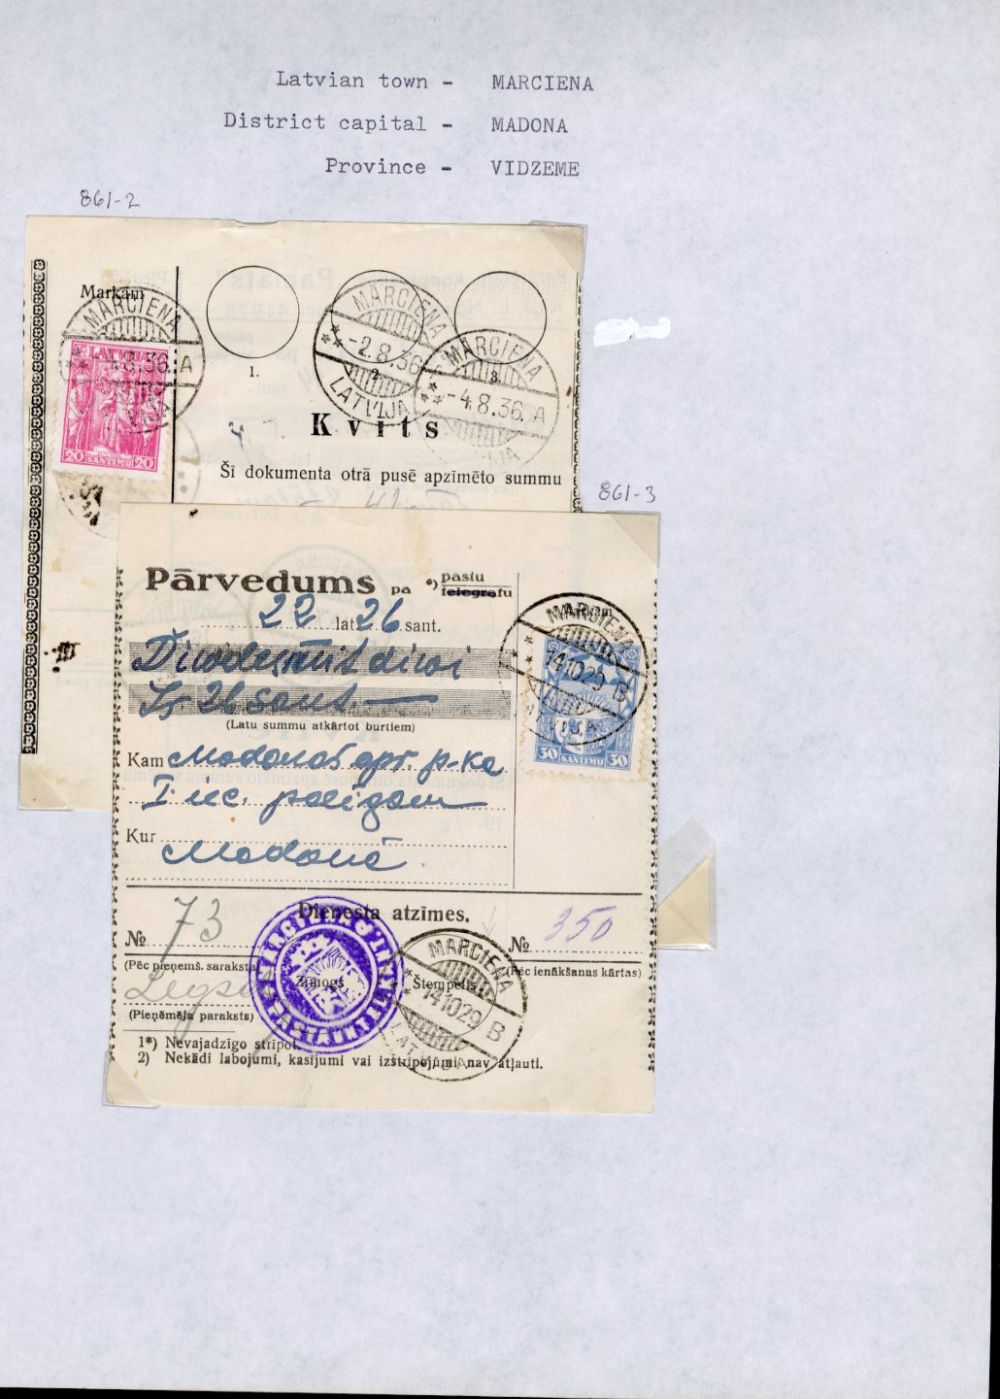 Latvian town - MARCIENA
District capital - MADONA
Province - VIDZEME
861-2
Markām
MARCIENA
-4.8.36. A
LATVIJA
20 SANTIMU 20
1.
MARCIENA
-2.8.36
2.
LATVIJA
3.
MARCIENA
-4.8.36. A
Kvits
Šī dokumenta otrā pusē apzīmēto summu
861-3
Pārvedums pa *) pastu
telegrafu
22 lat 26 sant.
Divdesmit divi
Ls 26 sant.
(Latu summu atkārtot burtiem)
Kam Madonas apr. p-ka
I iec. palīgam
Kur
Madonā
MARCIENA
14.10.29 B
30 SANTIMU 30
Dienesta atzīmes.
№ 73
№ 350
(Pēc pieņemš. saraksta)
(Pēc ienākšanas kārtas)
Zīmogs
Štempelis
MARCIENA
14.10.29 B
LATVIJA
(Pieņēmēja paraksts)
1*) Nevajadzīgo strīpot.
2) Nekādi labojumi, kasījumi vai izstrīpojumi nav atļauti.